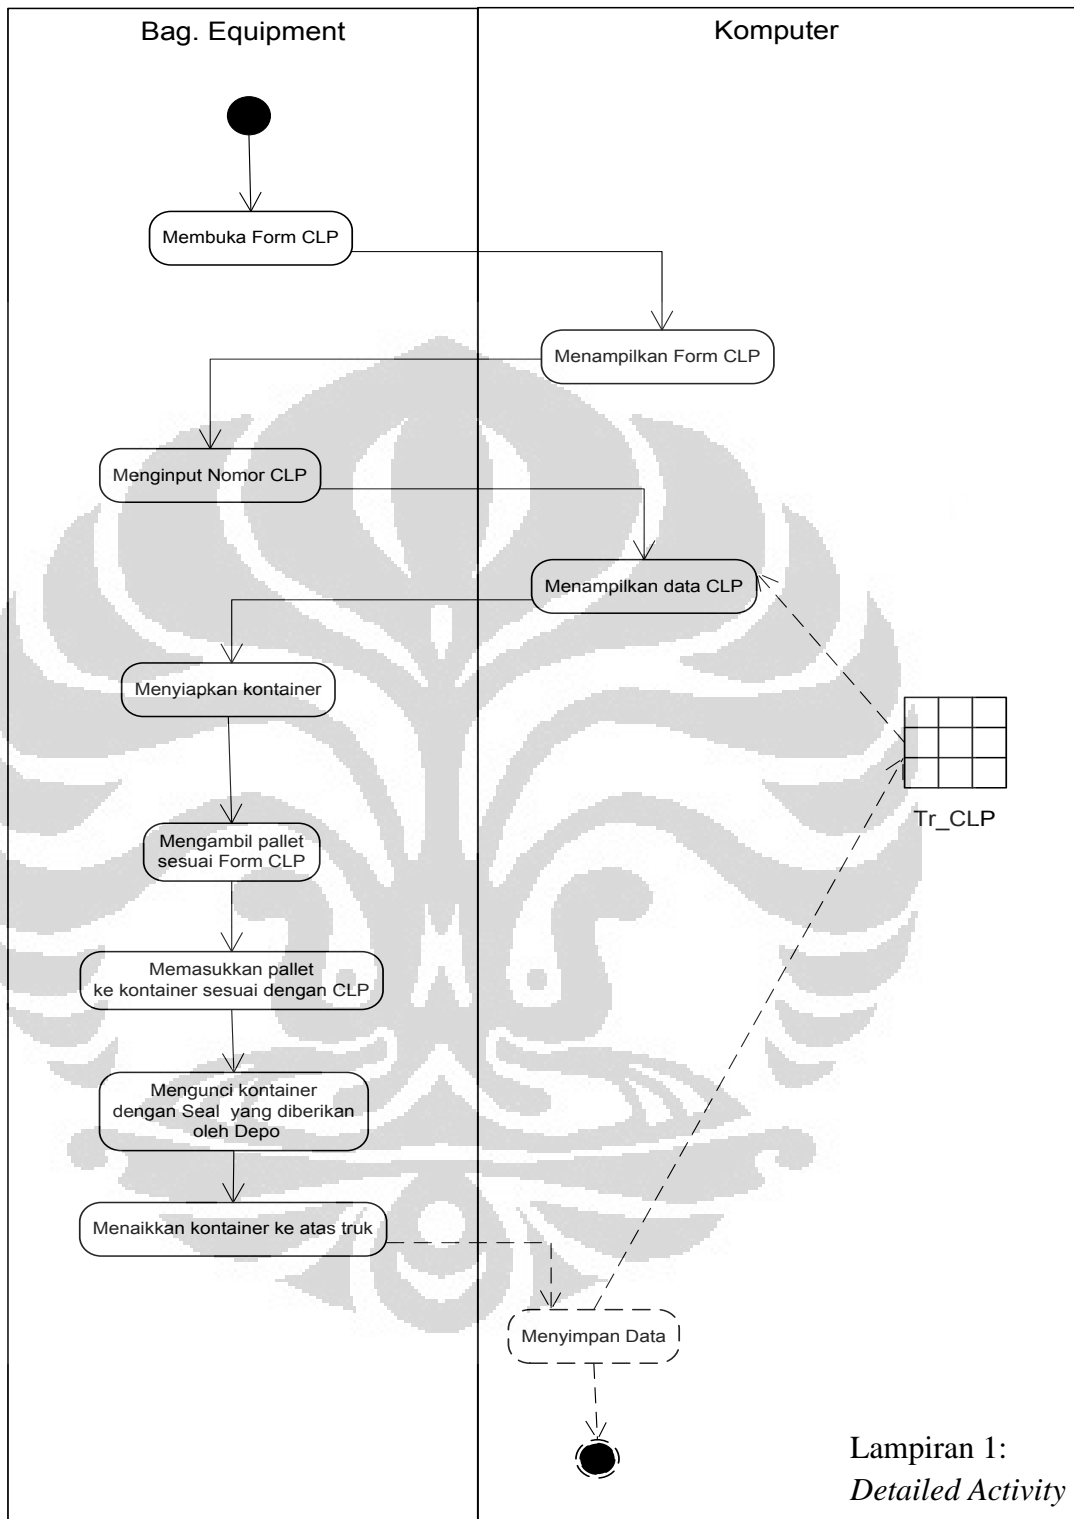 Bag. Equipment
Komputer
Membuka Form CLP
Menampilkan Form CLP
Menginput Nomor CLP
Menampilkan data CLP
Menyiapkan kontainer
Tr_CLP
Mengambil pallet
sesuai Form CLP
Memasukkan pallet
ke kontainer sesuai dengan CLP
Mengunci kontainer
dengan Seal yang diberikan
oleh Depo
Menaikkan kontainer ke atas truk
Menyimpan Data
Lampiran 1:
Detailed Activity